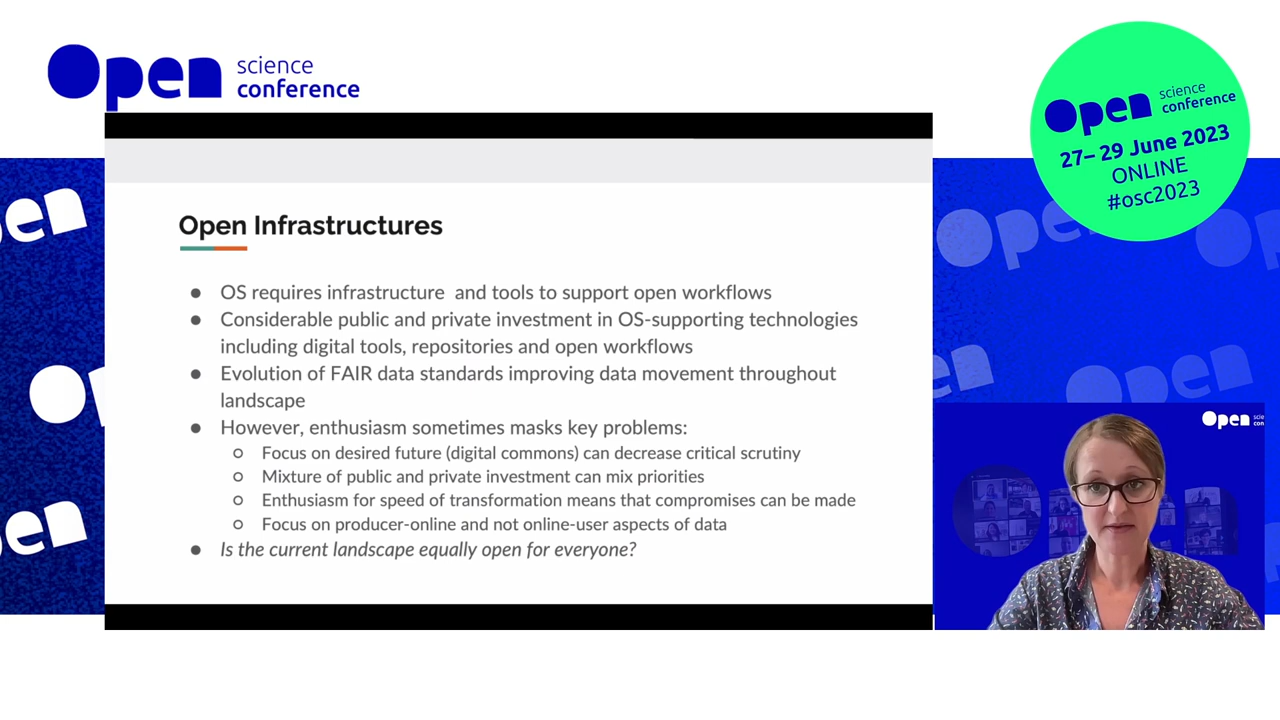 Open science
conference
Open science
conference
27– 29 June 2023
ONLINE
#osc2023
Open Infrastructures
● OS requires infrastructure and tools to support open workflows
● Considerable public and private investment in OS-supporting technologies
including digital tools, repositories and open workflows
● Evolution of FAIR data standards improving data movement throughout
landscape
● However, enthusiasm sometimes masks key problems:
○ Focus on desired future (digital commons) can decrease critical scrutiny
○ Mixture of public and private investment can mix priorities
○ Enthusiasm for speed of transformation means that compromises can be made
○ Focus on producer-online and not online-user aspects of data
● Is the current landscape equally open for everyone?
Open scie
con